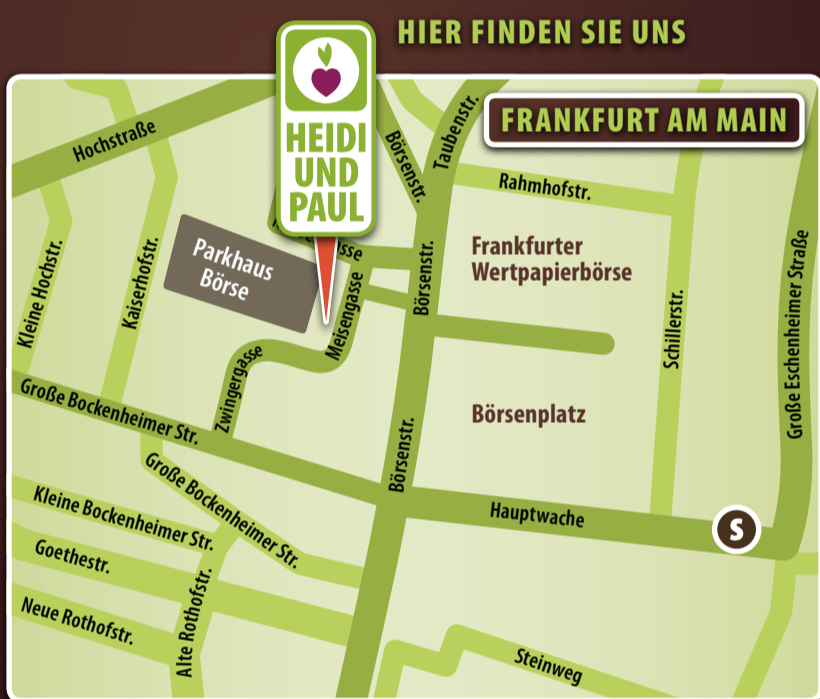 HIER FINDEN SIE UNS
FRANKFURT AM MAIN
HEIDI
UND
PAUL
Hochstraße
Börsenstr.
Taubenstr.
Rahmhofstr.
Kleine Hochstr.
Kaiserhofstr.
Parkhaus
Börse
Meisengasse
Börsenstr.
Frankfurter
Wertpapierbörse
Schillerstr.
Große Eschenheimer Straße
Zwingergasse
Große Bockenheimer Str.
Börsenstr.
Börsenplatz
Große Bockenheimer Str.
Kleine Bockenheimer Str.
Hauptwache
S
Goethestr.
Alte Rothofstr.
Neue Rothofstr.
Steinweg